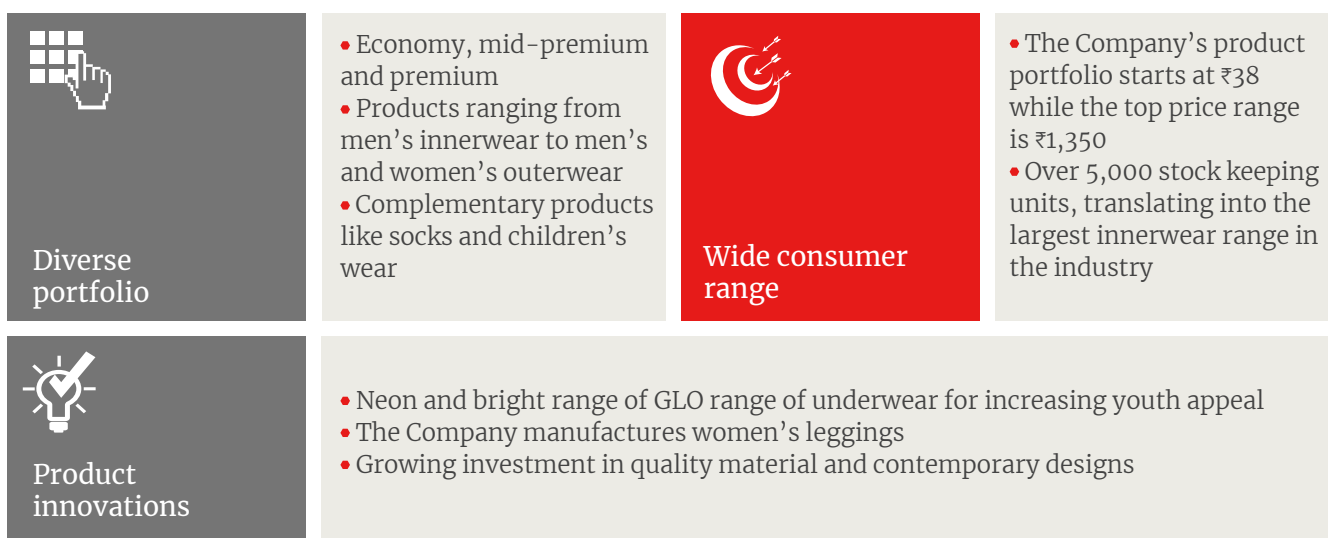 Diverse
portfolio
• Economy, mid-premium
and premium
• Products ranging from
men’s innerwear to men’s
and women’s outerwear
• Complementary products
like socks and children’s
wear
Wide consumer
range
• The Company’s product
portfolio starts at ₹38
while the top price range
is ₹1,350
• Over 5,000 stock keeping
units, translating into the
largest innerwear range in
the industry
Product
innovations
• Neon and bright range of GLO range of underwear for increasing youth appeal
• The Company manufactures women’s leggings
• Growing investment in quality material and contemporary designs